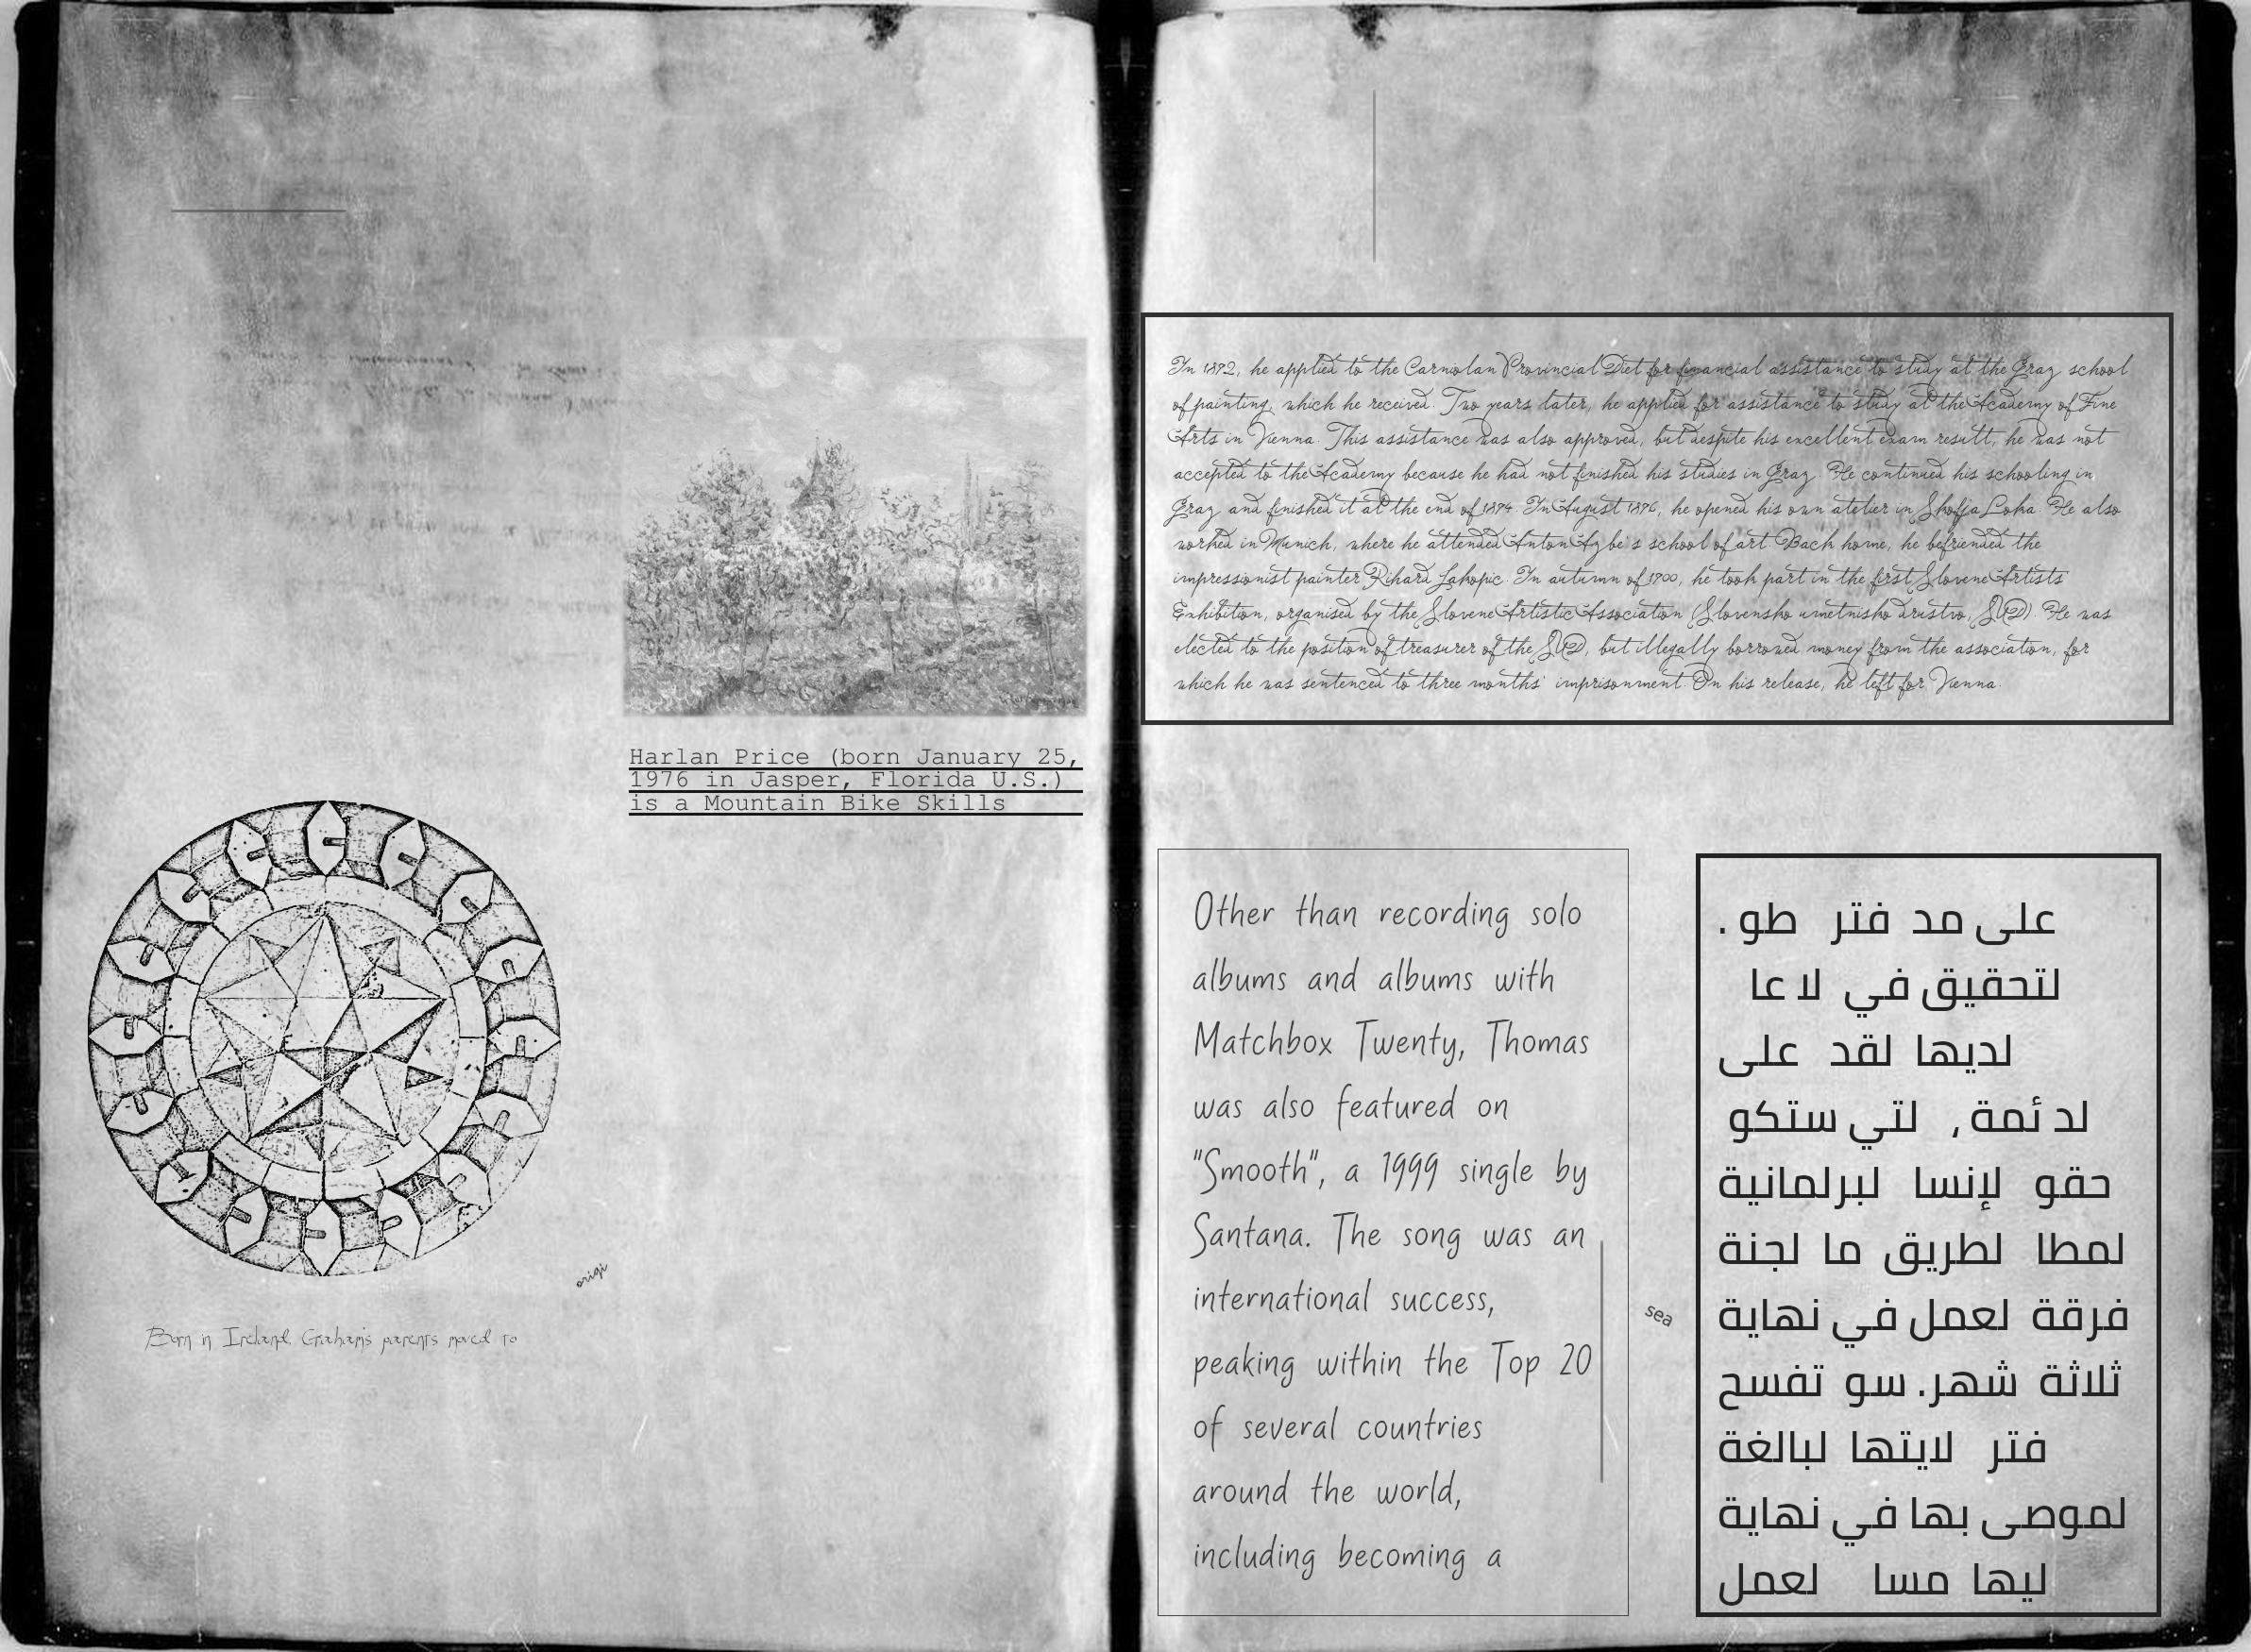 Harlan Price (born January 25,
1976 in Jasper, Florida U.S.)
is a Mountain Bike Skills
origi
Born in Ireland, Graham's parents moved to
In 1892, he applied to the Carniolan Provincial Diet for financial assistance to study at the Graz school
of painting, which he received. Two years later, he applied for assistance to study at the Academy of Fine
Arts in Vienna. This assistance was also approved, but despite his excellent exam result, he was not
accepted to the Academy because he had not finished his studies in Graz. He continued his schooling in
Graz and finished it at the end of 1894. In August 1896, he opened his own atelier in Škofja Loka. He also
worked in Munich, where he attended Anton Ažbe's school of art. Back home, he befriended the
impressionist painter Rihard Jakopič. In autumn of 1900, he took part in the first Slovene Artists'
Exhibition, organised by the Slovene Artistic Association (Slovensko umetniško društvo, SUD). He was
elected to the position of treasurer of the SUD, but illegally borrowed money from the association, for
which he was sentenced to three months' imprisonment. On his release, he left for Vienna.
Other than recording solo
albums and albums with
Matchbox Twenty, Thomas
was also featured on
"Smooth", a 1999 single by
Santana. The song was an
international success,
peaking within the Top 20
of several countries
around the world,
including becoming a
sea
على مد فتر طو.
لتحقيق في لا عا
لديها لقد على
لد ئمة, لتي ستكو
حقو لإنسا لبرلمانية
لمطا لطريق ما لجنة
فرقة لعمل في نهاية
ثلاثة شهر. سو تفسح
فتر لايتها لبالغة
لموصى بها في نهاية
ليها مسا لعمل